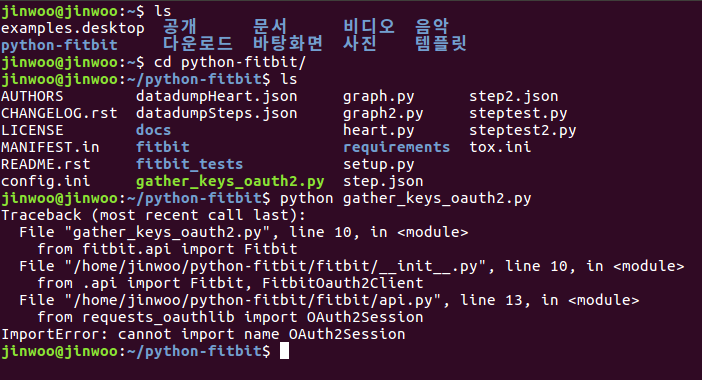 jinwoo@jinwoo:~$ ls
examples.desktop 공개 문서 비디오 음악
python-fitbit 다운로드 바탕화면 사진 템플릿
jinwoo@jinwoo:~$ cd python-fitbit/
jinwoo@jinwoo:~/python-fitbit$ ls
AUTHORS datadumpHeart.json graph.py step2.json
CHANGELOG.rst datadumpSteps.json graph2.py steptest.py
LICENSE docs heart.py steptest2.py
MANIFEST.in fitbit requirements tox.ini
README.rst fitbit_tests setup.py
config.ini gather_keys_oauth2.py step.json
jinwoo@jinwoo:~/python-fitbit$ python gather_keys_oauth2.py
Traceback (most recent call last):
  File "gather_keys_oauth2.py", line 10, in <module>
    from fitbit.api import Fitbit
  File "/home/jinwoo/python-fitbit/fitbit/__init__.py", line 10, in <module>
    from .api import Fitbit, FitbitOauth2Client
  File "/home/jinwoo/python-fitbit/fitbit/api.py", line 13, in <module>
    from requests_oauthlib import OAuth2Session
ImportError: cannot import name OAuth2Session
jinwoo@jinwoo:~/python-fitbit$